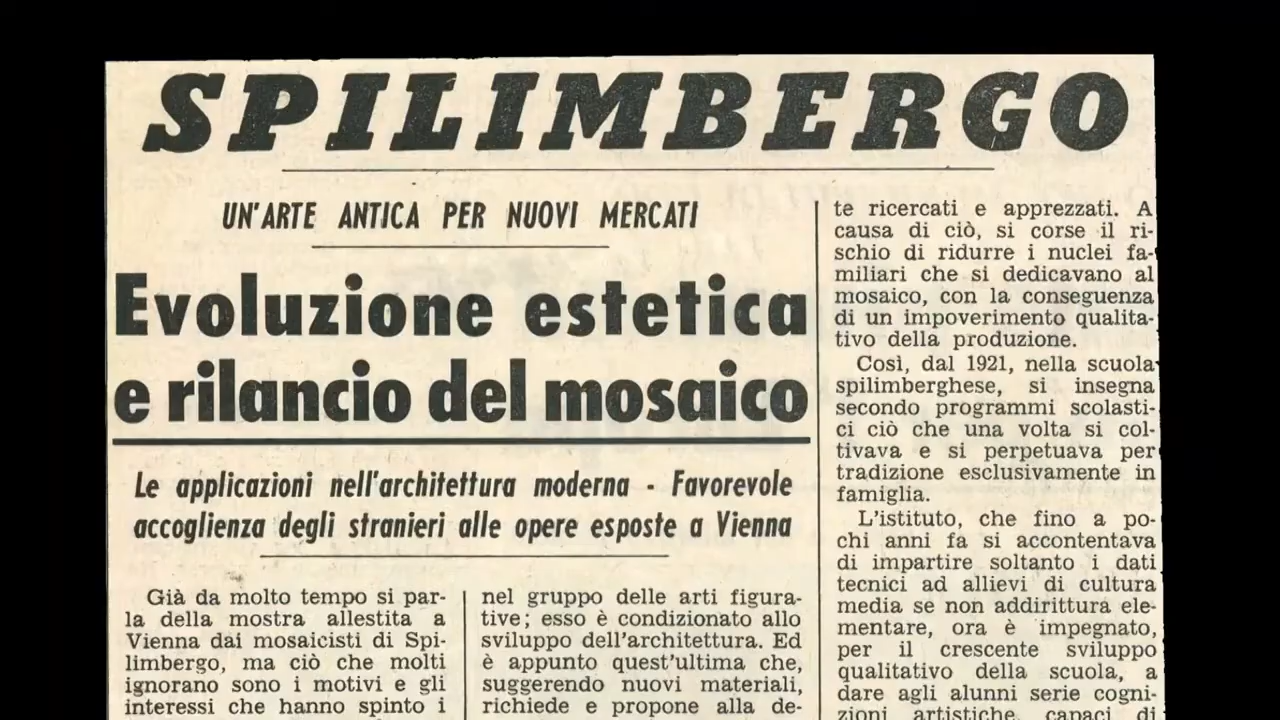 SPILIMBERGO
UN'ARTE ANTICA PER NUOVI MERCATI
Evoluzione estetica
e rilancio del mosaico
Le applicazioni nell'architettura moderna - Favorevole
accoglienza degli stranieri alle opere esposte a Vienna
Già da molto tempo si par-
la della mostra allestita a
Vienna dai mosaicisti di Spi-
limbergo, ma ciò che molti
ignorano sono i motivi e gli
interessi che hanno spinto i
nel gruppo delle arti figura-
tive; esso è condizionato allo
sviluppo dell'architettura. Ed
è appunto quest'ultima che,
suggerendo nuovi materiali,
richiede e propone alla de-
te ricercati e apprezzati. A
causa di ciò, si corse il ri-
schio di ridurre i nuclei fa-
miliari che si dedicavano al
mosaico, con la conseguenza
di un impoverimento qualita-
tivo della produzione.
Così, dal 1921, nella scuola
spilimberghese, si insegna
secondo programmi scolasti-
ci ciò che una volta si col-
tivava e si perpetuava per
tradizione esclusivamente in
famiglia.
L'istituto, che fino a po-
chi anni fa si accontentava
di impartire soltanto i dati
tecnici ad allievi di cultura
media se non addirittura ele-
mentare, ora è impegnato,
per il crescente sviluppo
qualitativo della scuola, a
dare agli alunni serie cogni-
zioni artistiche, capaci di